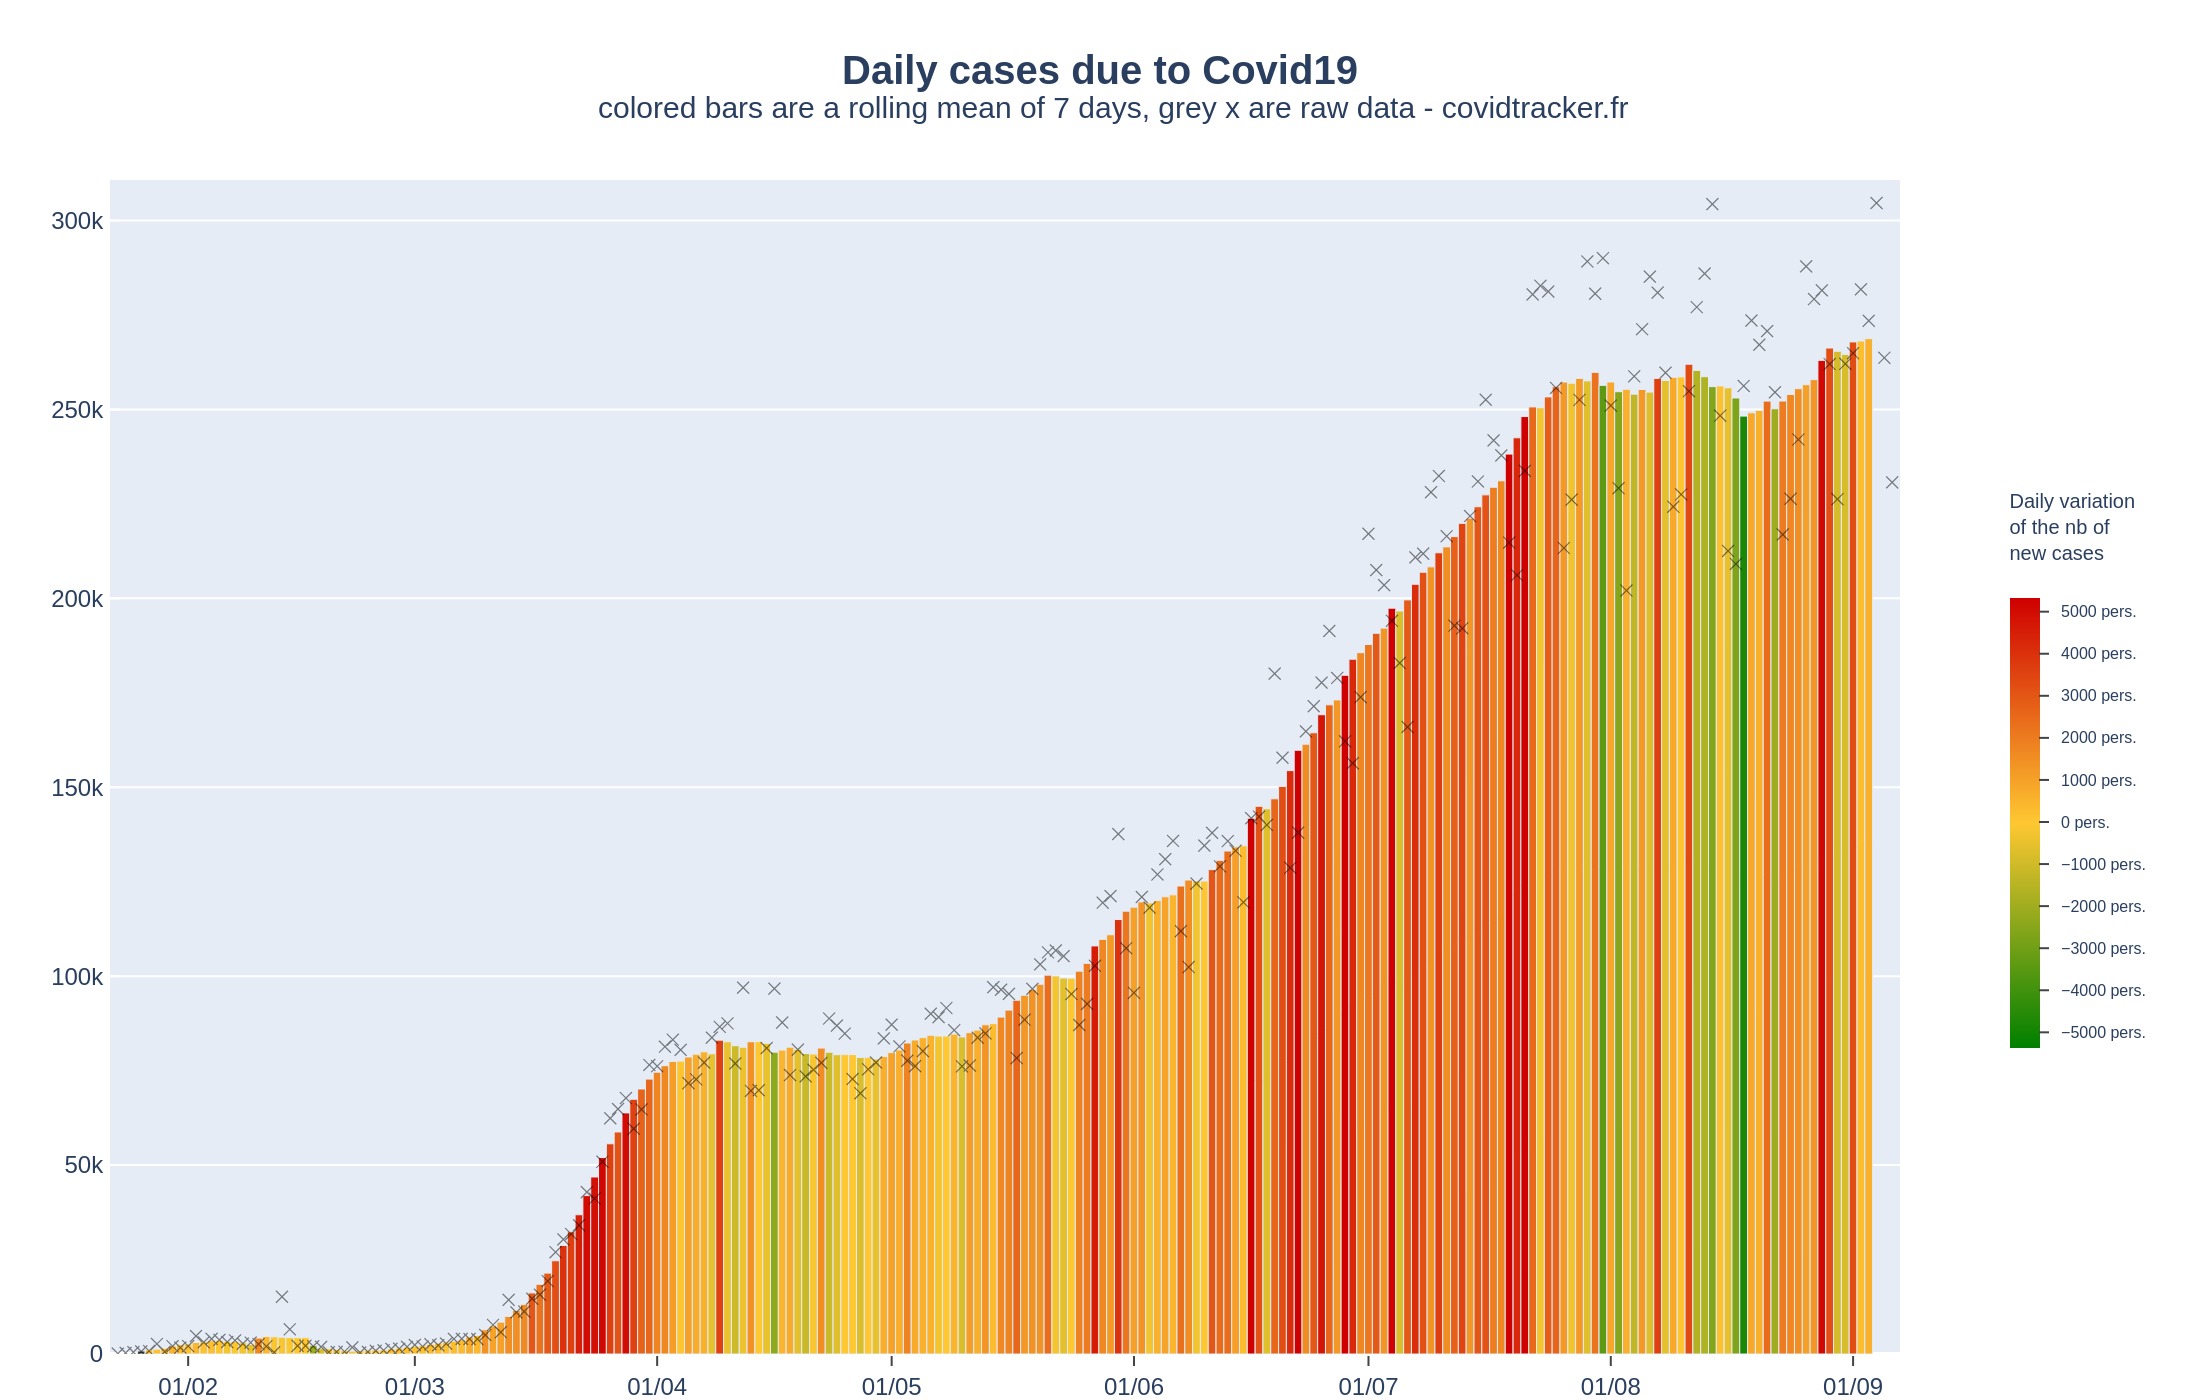 Daily cases due to Covid19
colored bars are a rolling mean of 7 days, grey x are raw data - covidtracker.fr
300k
250k
200k
150k
100k
50k
0
01/02
01/03
01/04
01/05
01/06
01/07
01/08
01/09
Daily variation
of the nb of
new cases
5000 pers.
4000 pers.
3000 pers.
2000 pers.
1000 pers.
0 pers.
−1000 pers.
−2000 pers.
−3000 pers.
−4000 pers.
−5000 pers.